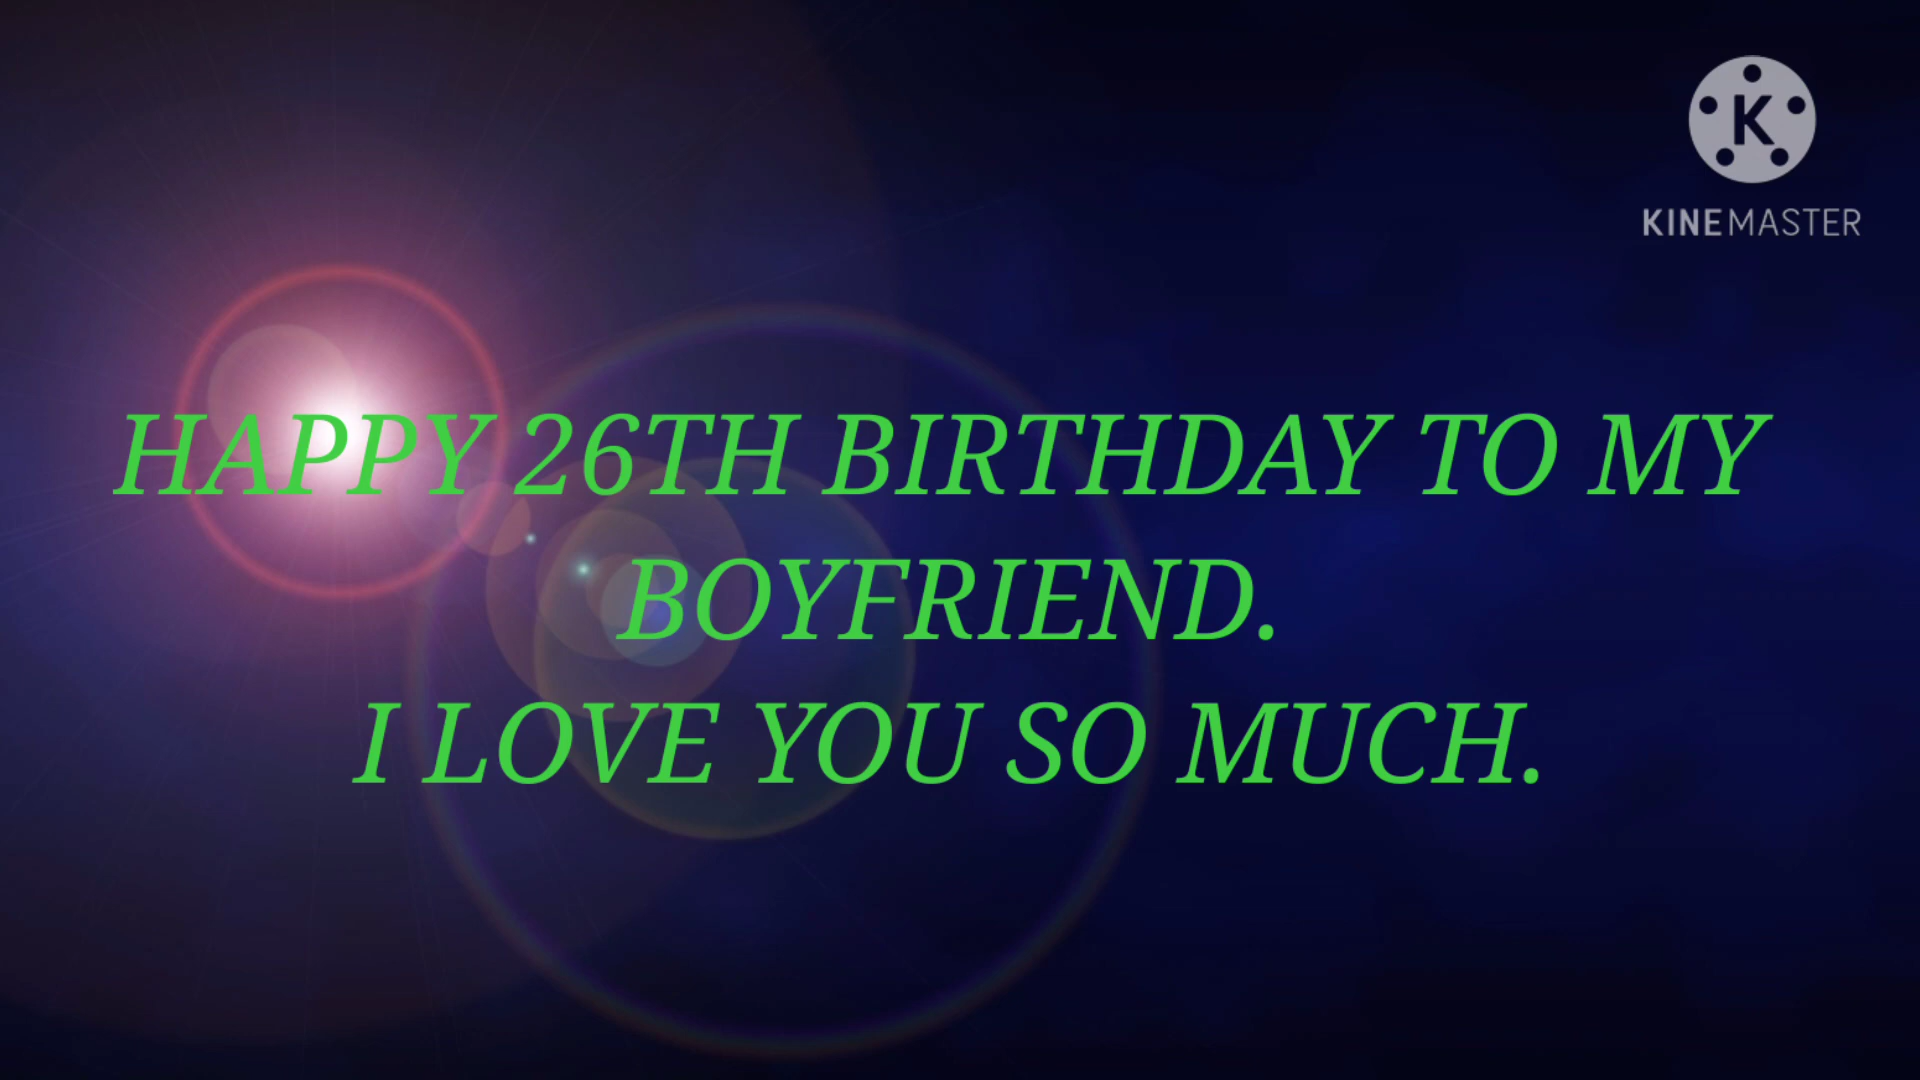 K
KINEMASTER
HAPPY 26TH BIRTHDAY TO MY
BOYFRIEND.
I LOVE YOU SO MUCH.